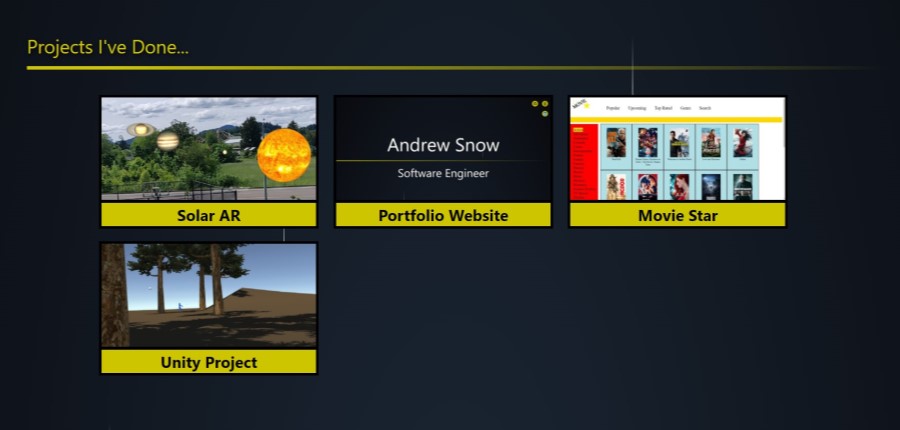 Projects I've Done...
Andrew Snow
Software Engineer
MOVIE
Popular Upcoming Top Rated Genre Search
Solar AR
Portfolio Website
Movie Star
Unity Project